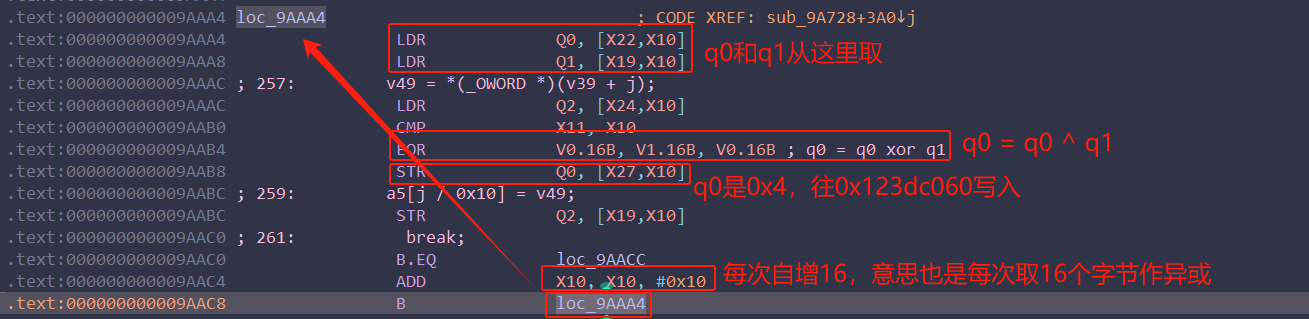 .text:000000000009AAA4 loc_9AAA4 ; CODE XREF: sub_9A728+3A0↓j
.text:000000000009AAA4 LDR Q0, [X22,X10]
q0和q1从这里取
.text:000000000009AAA8 LDR Q1, [X19,X10]
.text:000000000009AAAC ; 257: v49 = *(_OWORD *)(v39 + j);
.text:000000000009AAAC LDR Q2, [X24,X10]
.text:000000000009AAB0 CMP X11, X10
.text:000000000009AAB4 EOR V0.16B, V1.16B, V0.16B ; q0 = q0 xor q1
q0 = q0 ^ q1
.text:000000000009AAB8 STR Q0, [X27,X10]
q0是0x4，往0x123dc060写入
.text:000000000009AABC ; 259: a5[j / 0x10] = v49;
.text:000000000009AABC STR Q2, [X19,X10]
.text:000000000009AAC0 ; 261: break;
.text:000000000009AAC0 B.EQ loc_9AACC
.text:000000000009AAC4 ADD X10, X10, #0x10
每次自增16，意思也是每次取16个字节作异或
.text:000000000009AAC8 B loc_9AAA4